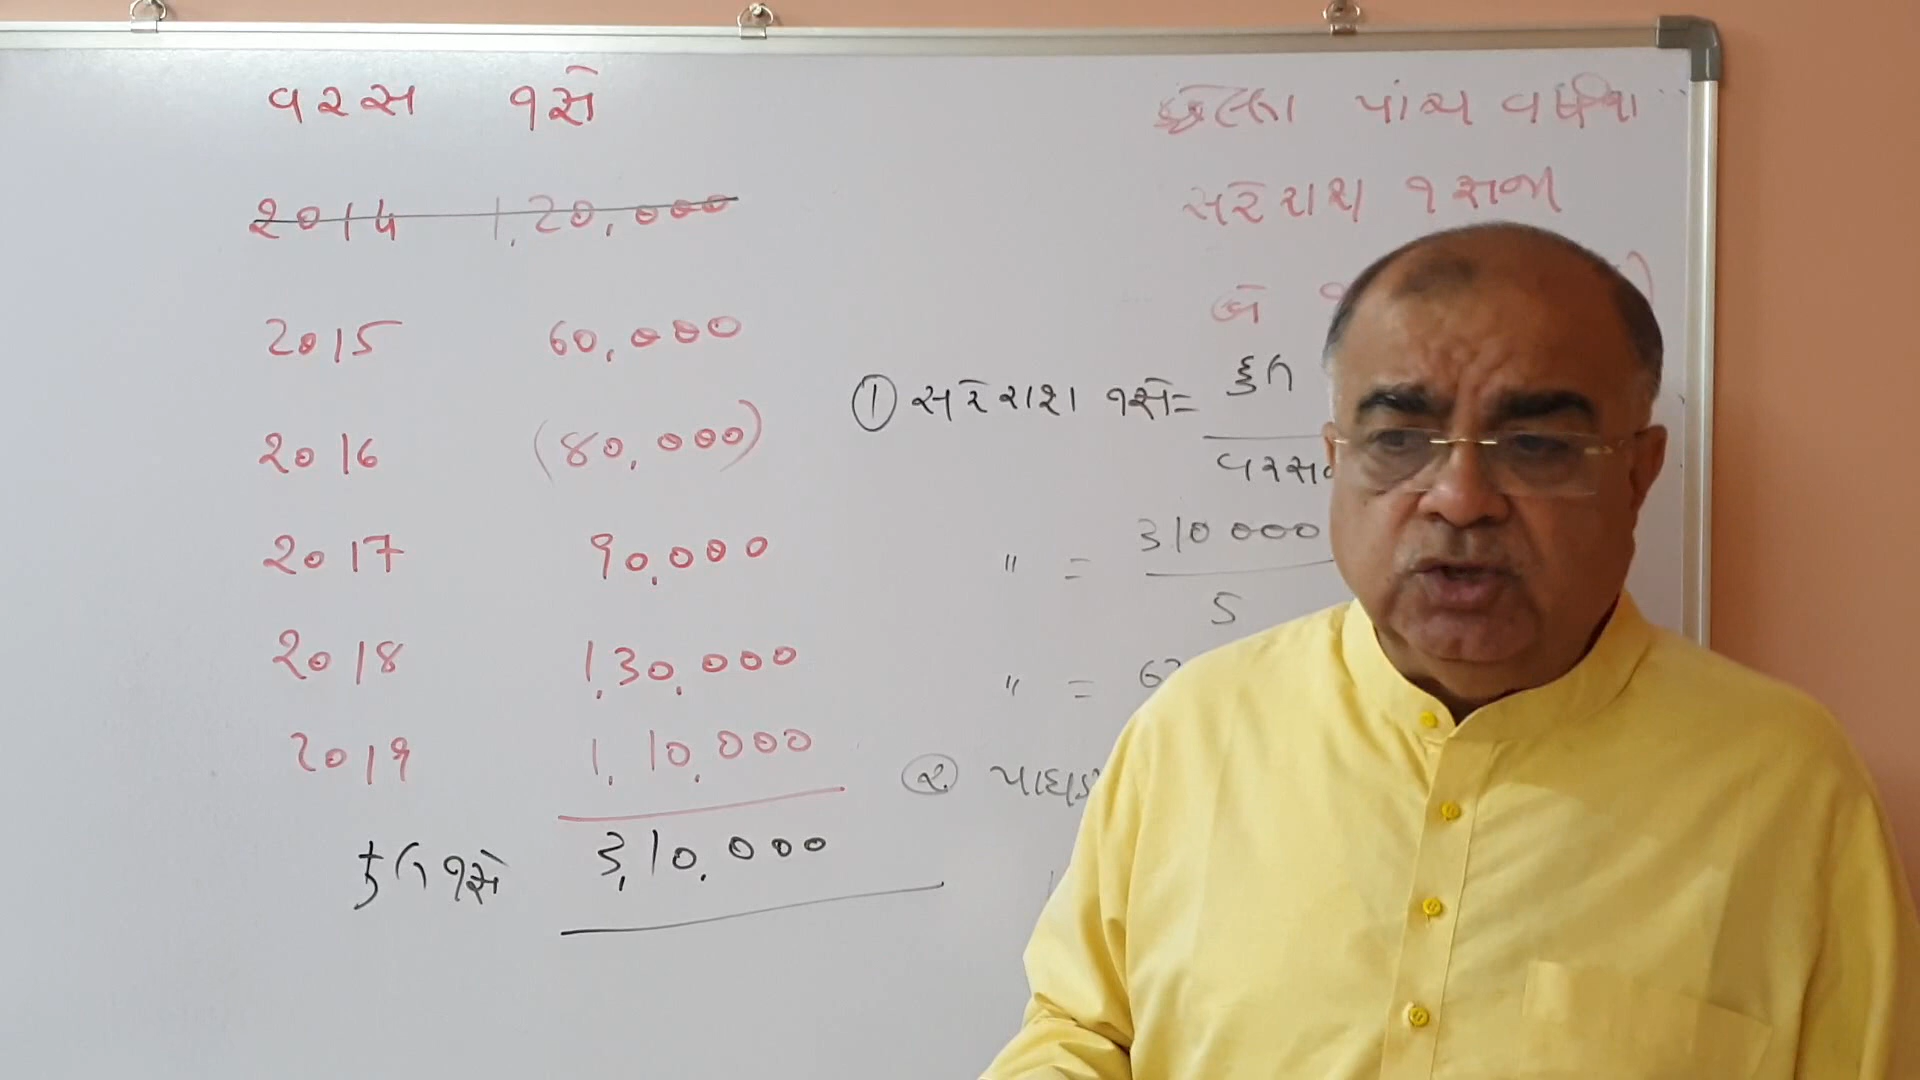 વરસ નફો
2014 1,20,000
2015 60,000
2016 (80,000)
2017 90,000
2018 1,30,000
2019 1,10,000
કુલ નફો 3,10,000
છેલ્લા પાંચ વર્ષના
સરેરાશ નફાના
બે
① સરેરાશ નફો = કુલ
" = 310000
5
" =
② પાઘડી